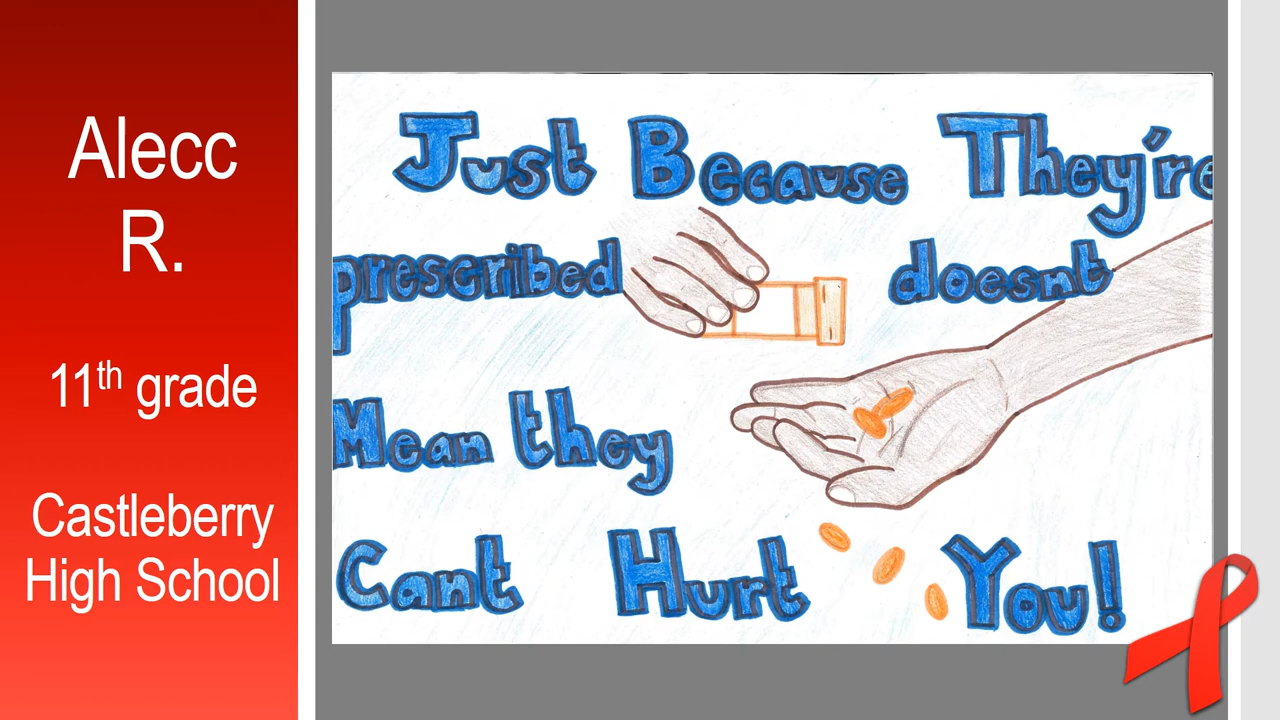 Alecc
R.
11th grade
Castleberry
High School
Just Because They're
prescribed doesnt
Mean they
Cant Hurt You!